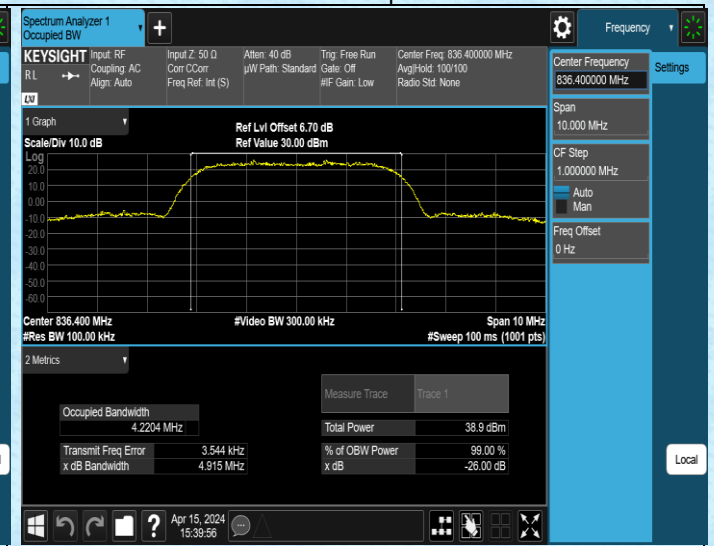 Spectrum Analyzer 1
Occupied BW
+
Frequency
KEYSIGHT
R L
LXI
Input: RF
Coupling: AC
Align: Auto
Input Z: 50 Ω
Corr CCorr
Freq Ref: Int (S)
Atten: 40 dB
µW Path: Standard
Trig: Free Run
Gate: Off
#IF Gain: Low
Center Freq: 836.400000 MHz
Avg|Hold: 100/100
Radio Std: None
Center Frequency
836.400000 MHz
Settings
Span
10.000 MHz
CF Step
1.000000 MHz
Auto
Man
Freq Offset
0 Hz
1 Graph
Scale/Div 10.0 dB
Ref Lvl Offset 6.70 dB
Ref Value 30.00 dBm
Log
20.0
10.0
0.00
-10.0
-20.0
-30.0
-40.0
-50.0
-60.0
Center 836.400 MHz
#Video BW 300.00 kHz
Span 10 MHz
#Res BW 100.00 kHz
#Sweep 100 ms (1001 pts)
2 Metrics
Measure Trace
Trace 1
Occupied Bandwidth
4.2204 MHz
Total Power
38.9 dBm
Transmit Freq Error
3.544 kHz
% of OBW Power
99.00 %
x dB Bandwidth
4.915 MHz
x dB
-26.00 dB
Local
?
Apr 15, 2024
15:39:56